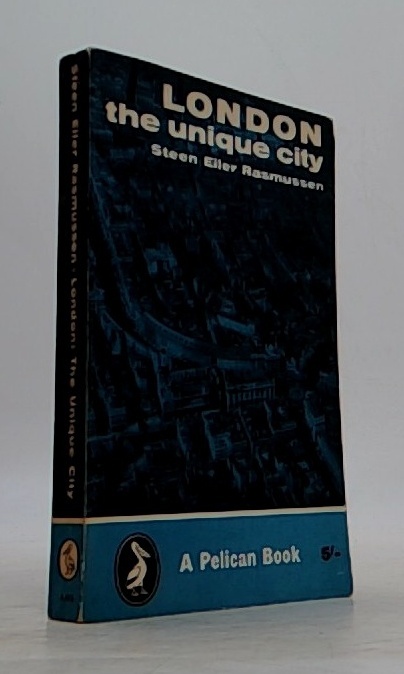 LONDON
the unique city
Steen Eiler Rasmussen
A Pelican Book
5/-
Steen Eiler Rasmussen · London: The Unique City